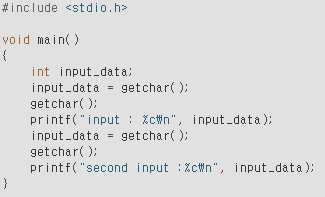 #include <stdio.h>
void main()
{
int input_data;
input_data = getchar();
getchar();
printf("input : %c₩n", input_data);
input_data = getchar();
getchar();
printf("second input :%c₩n", input_data);
}